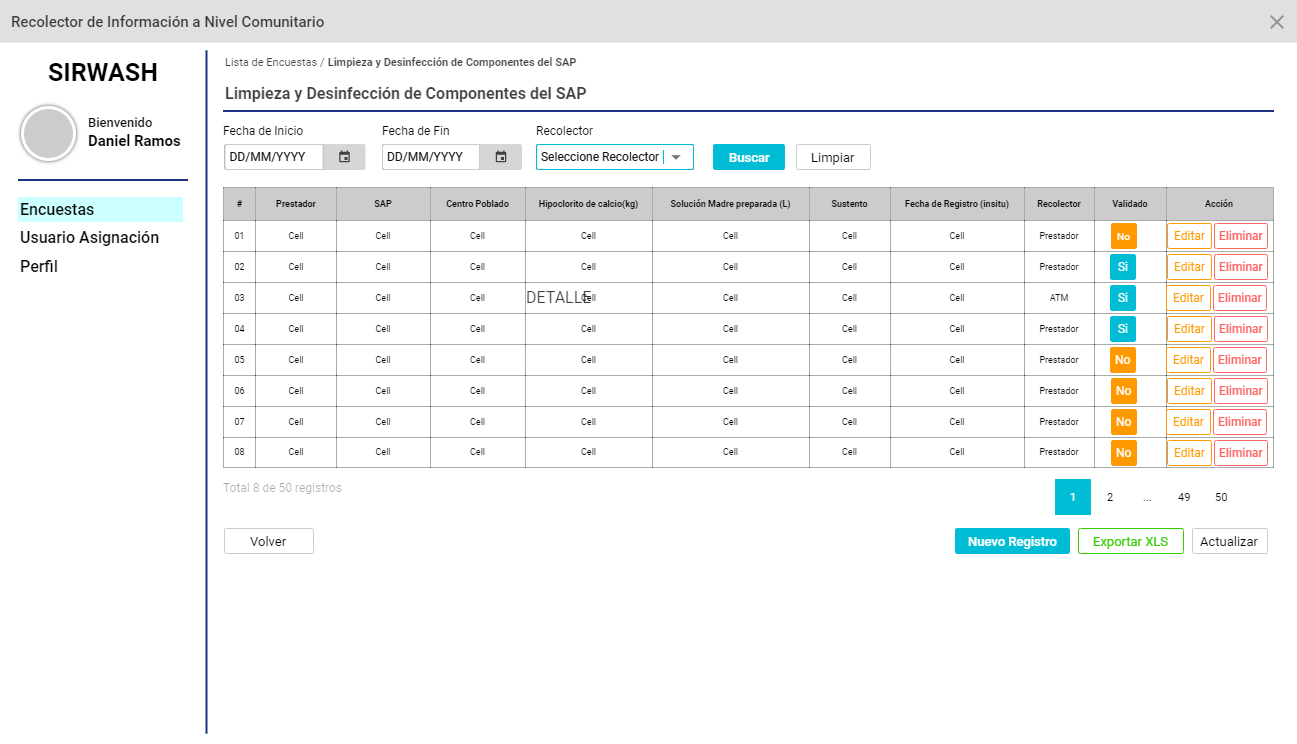 Recolector de Información a Nivel Comunitario
SIRWASH
Bienvenido
Daniel Ramos
Encuestas
Usuario Asignación
Perfil
Lista de Encuestas / Limpieza y Desinfección de Componentes del SAP
Limpieza y Desinfección de Componentes del SAP
Fecha de Inicio Fecha de Fin Recolector
DD/MM/YYYY DD/MM/YYYY Seleccione Recolector Buscar Limpiar
# Prestador SAP Centro Poblado Hipoclorito de calcio(kg) Solución Madre preparada (L) Sustento Fecha de Registro (insitu) Recolector Validado Acción
01 Cell Cell Cell Cell Cell Cell Cell Prestador No Editar Eliminar
02 Cell Cell Cell Cell Cell Cell Cell Prestador Si Editar Eliminar
03 Cell Cell Cell DETALLE Cell Cell Cell Cell ATM Si Editar Eliminar
04 Cell Cell Cell Cell Cell Cell Cell Prestador Si Editar Eliminar
05 Cell Cell Cell Cell Cell Cell Cell Prestador No Editar Eliminar
06 Cell Cell Cell Cell Cell Cell Cell Prestador No Editar Eliminar
07 Cell Cell Cell Cell Cell Cell Cell Prestador No Editar Eliminar
08 Cell Cell Cell Cell Cell Cell Cell Prestador No Editar Eliminar
Total 8 de 50 registros
1 2 ... 49 50
Volver Nuevo Registro Exportar XLS Actualizar